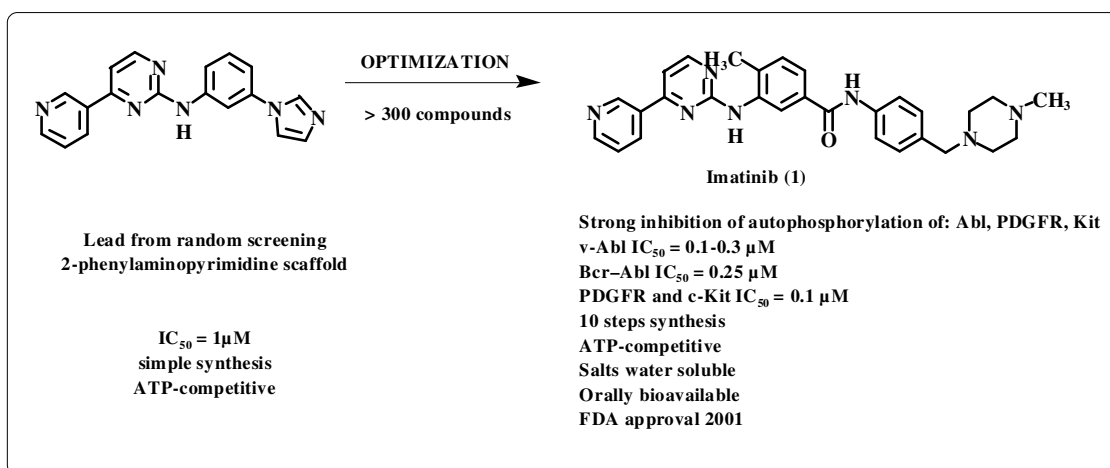 OPTIMIZATION
> 300 compounds
N
N
N
N
H
N
N
H₃C
N
N
N
N
H
H
N
O
N
N
CH₃
Imatinib (1)
Lead from random screening
2-phenylaminopyrimidine scaffold
IC₅₀ = 1µM
simple synthesis
ATP-competitive
Strong inhibition of autophosphorylation of: Abl, PDGFR, Kit
v-Abl IC₅₀ = 0.1-0.3 µM
Bcr–Abl IC₅₀ = 0.25 µM
PDGFR and c-Kit IC₅₀ = 0.1 µM
10 steps synthesis
ATP-competitive
Salts water soluble
Orally bioavailable
FDA approval 2001